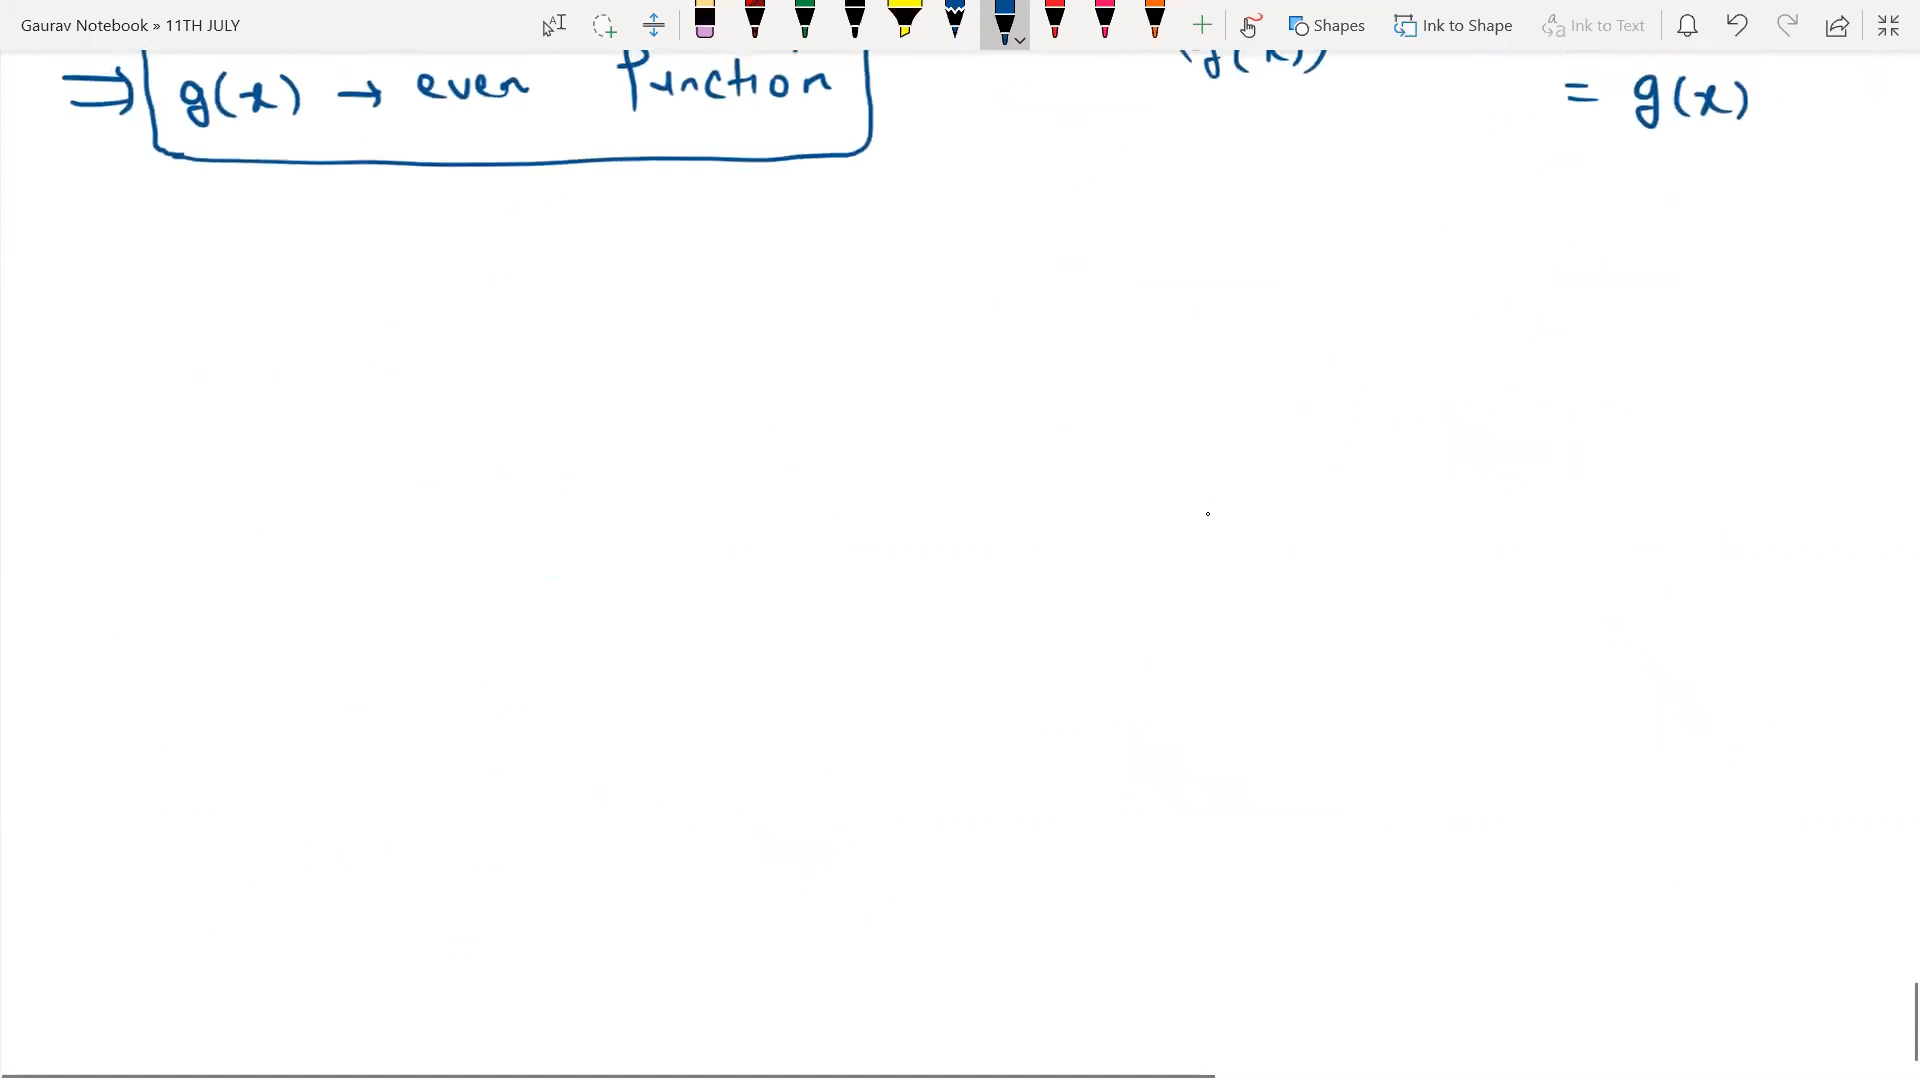 Gaurav Notebook » 11TH JULY
Shapes
Ink to Shape
Ink to Text
(g(x))
⇒ g(x) → even function
= g(x)